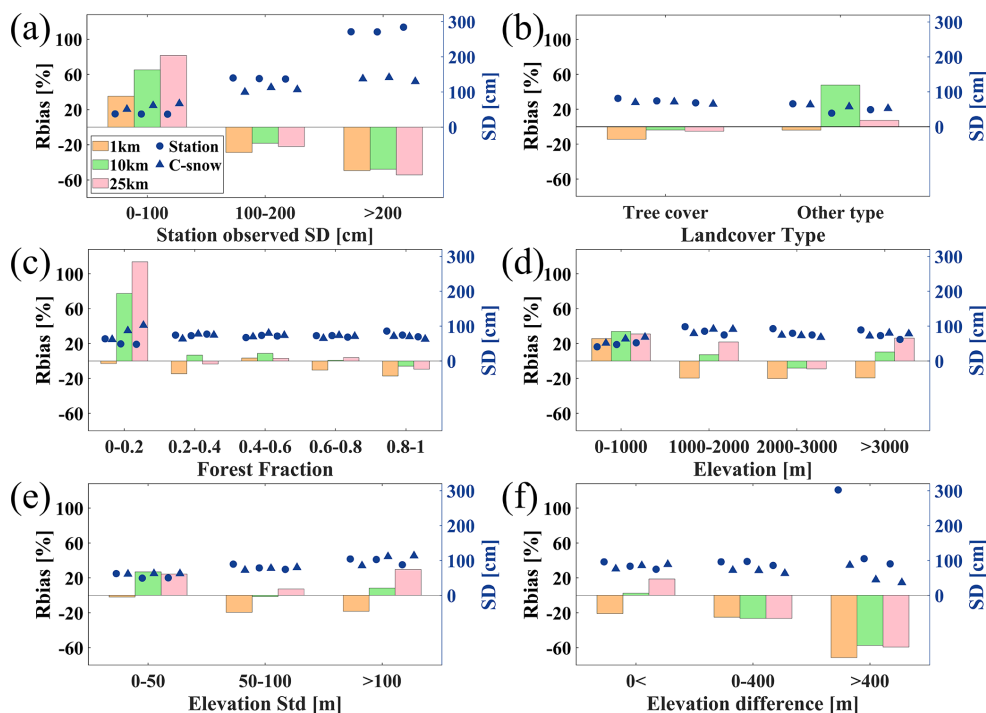 (a)
100
60
20
-20
-60
Rbias [%]
300
200
100
0
SD [cm]
1km
10km
25km
Station
C-snow
0-100 100-200 >200
Station observed SD [cm]
(b)
100
60
20
-20
-60
Rbias [%]
300
200
100
0
SD [cm]
Tree cover Other type
Landcover Type
(c)
100
60
20
-20
-60
Rbias [%]
300
200
100
0
SD [cm]
0-0.2 0.2-0.4 0.4-0.6 0.6-0.8 0.8-1
Forest Fraction
(d)
100
60
20
-20
-60
Rbias [%]
300
200
100
0
SD [cm]
0-1000 1000-2000 2000-3000 >3000
Elevation [m]
(e)
100
60
20
-20
-60
Rbias [%]
300
200
100
0
SD [cm]
0-50 50-100 >100
Elevation Std [m]
(f)
100
60
20
-20
-60
Rbias [%]
300
200
100
0
SD [cm]
0< 0-400 >400
Elevation difference [m]